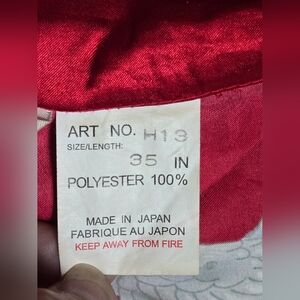 ART NO. H13
SIZE/LENGTH:
35 IN
POLYESTER 100%
MADE IN JAPAN
FABRIQUE AU JAPON
KEEP AWAY FROM FIRE